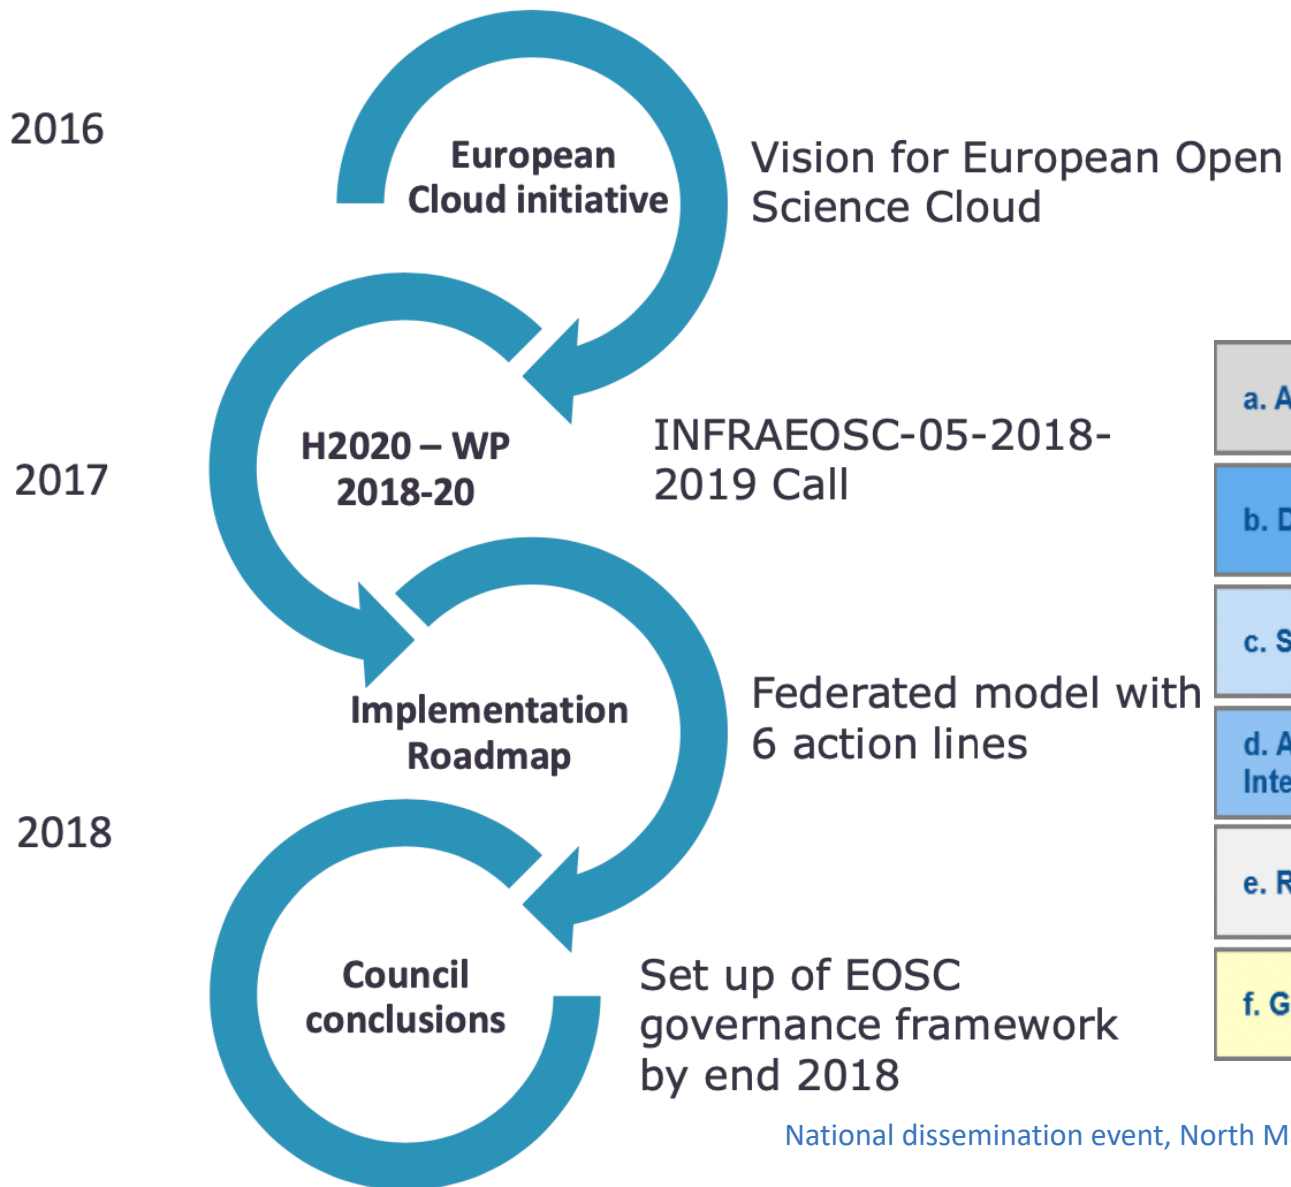 2016
European
Cloud initiative
Vision for European Open
Science Cloud
2017
H2020 – WP
2018-20
INFRAEOSC-05-2018-
2019 Call
Implementation
Roadmap
Federated model with
6 action lines
2018
Council
conclusions
Set up of EOSC
governance framework
by end 2018
a. A
b. D
c. S
d. A
Inte
e. R
f. G
National dissemination event, North M